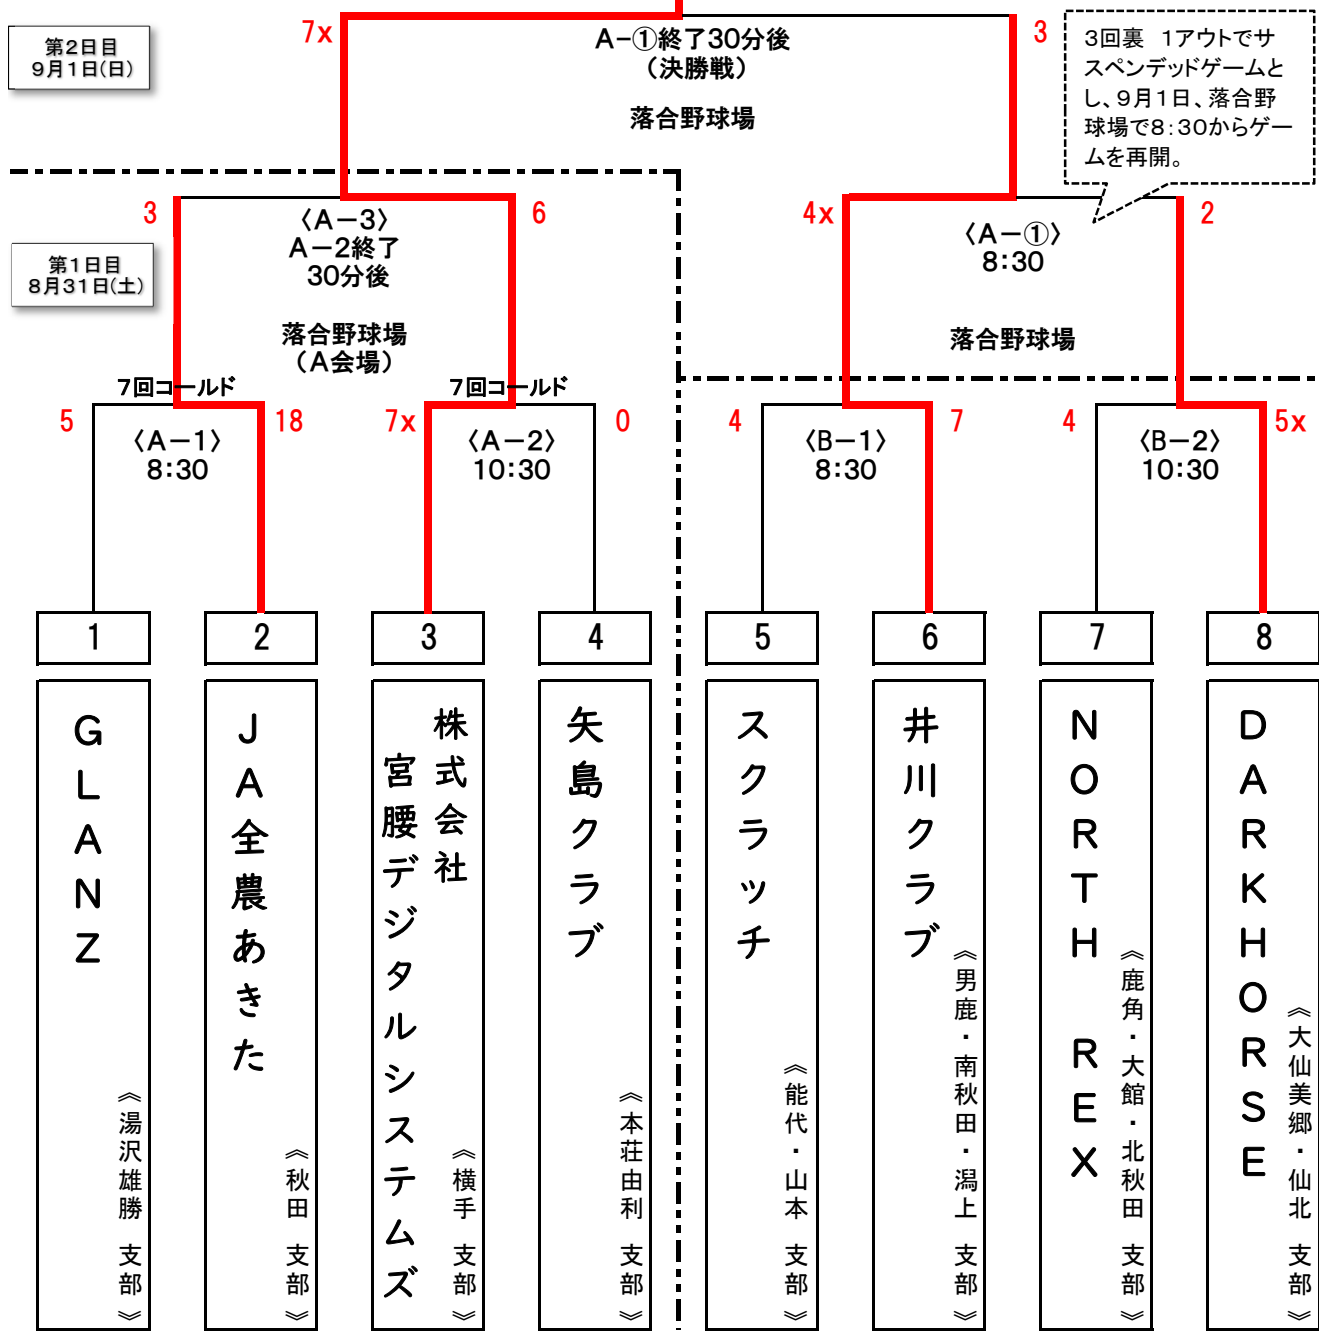 第2日目
9月1日(日)
7x
A-①終了30分後
(決勝戦)
落合野球場
3
3回裏 1アウトでサ
スペンデッドゲームと
し、9月1日、落合野
球場で8:30からゲー
ムを再開。
第1日目
8月31日(土)
3
〈A-3〉
A-2終了
30分後
落合野球場
(A会場)
6
4x
〈A-①〉
8:30
落合野球場
2
7回コールド
5
〈A-1〉
8:30
18
7回コールド
7x
〈A-2〉
10:30
0
4
〈B-1〉
8:30
7
4
〈B-2〉
10:30
5x
1
2
3
4
5
6
7
8
GLANZ
《湯沢雄勝 支部》
JA全農あきた
《秋田 支部》
株式会社
宮腰デジタルシステムズ
《横手 支部》
矢島クラブ
《本荘由利 支部》
スクラッチ
《能代・山本 支部》
井川クラブ
《男鹿・南秋田・潟上 支部》
NORTH REX
《鹿角・大館・北秋田 支部》
DARKHORSE
《大仙美郷・仙北 支部》